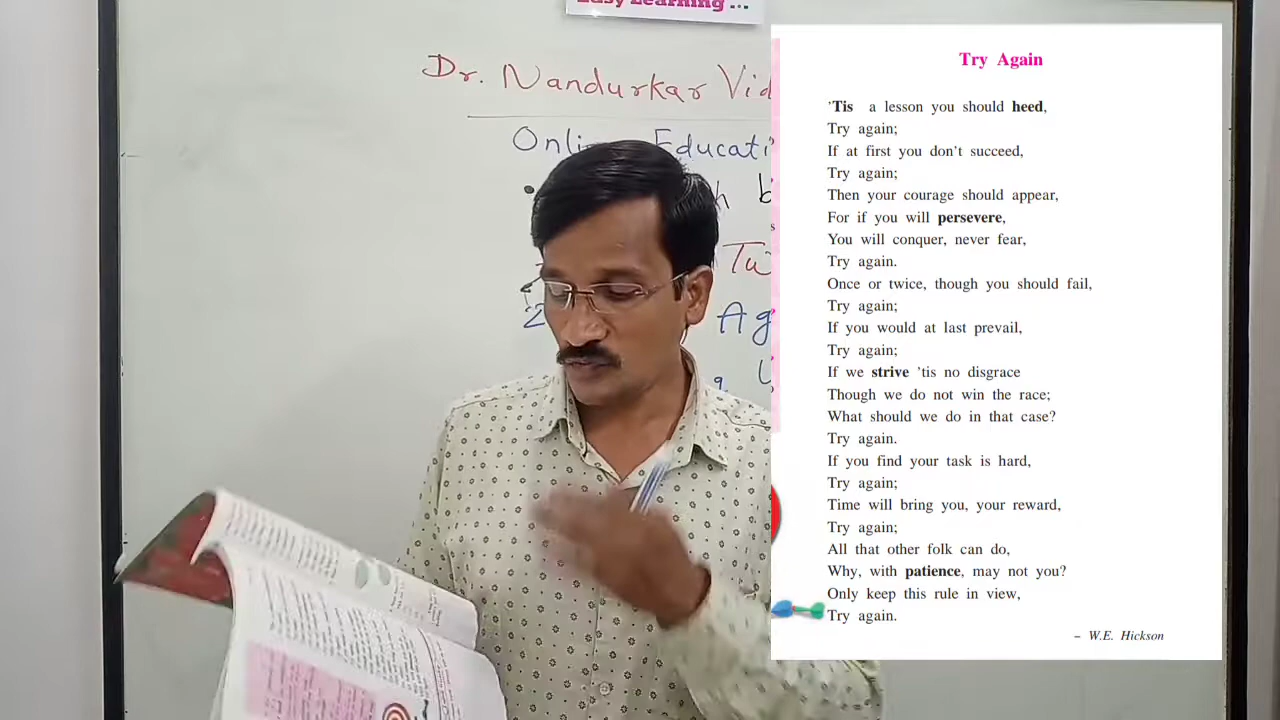 Easy Learning ...
Dr. Nandurkar Vid
Online Educati
Try Again
’Tis a lesson you should heed,
Try again;
If at first you don’t succeed,
Try again;
Then your courage should appear,
For if you will persevere,
You will conquer, never fear,
Try again.
Once or twice, though you should fail,
Try again;
If you would at last prevail,
Try again;
If we strive ’tis no disgrace
Though we do not win the race;
What should we do in that case?
Try again.
If you find your task is hard,
Try again;
Time will bring you, your reward,
Try again;
All that other folk can do,
Why, with patience, may not you?
Only keep this rule in view,
Try again.
– W.E. Hickson